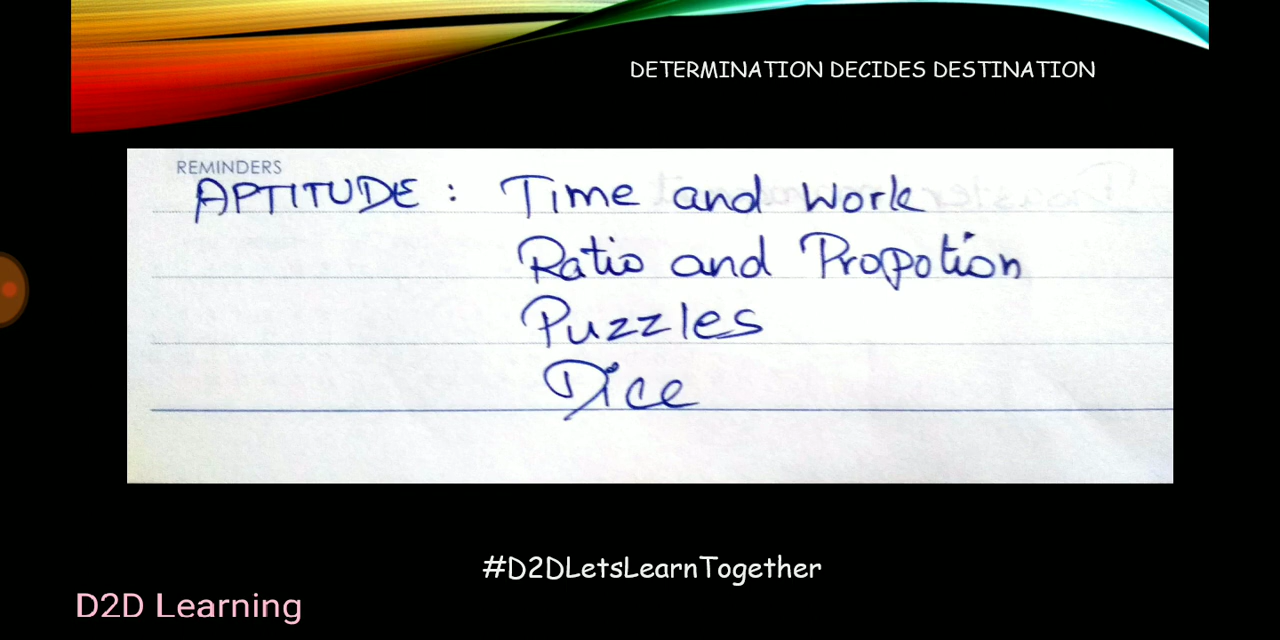 DETERMINATION DECIDES DESTINATION
REMINDERS
APTITUDE : Time and Work
Ratio and Propotion
Puzzles
Dice
#D2DLetsLearnTogether
D2D Learning